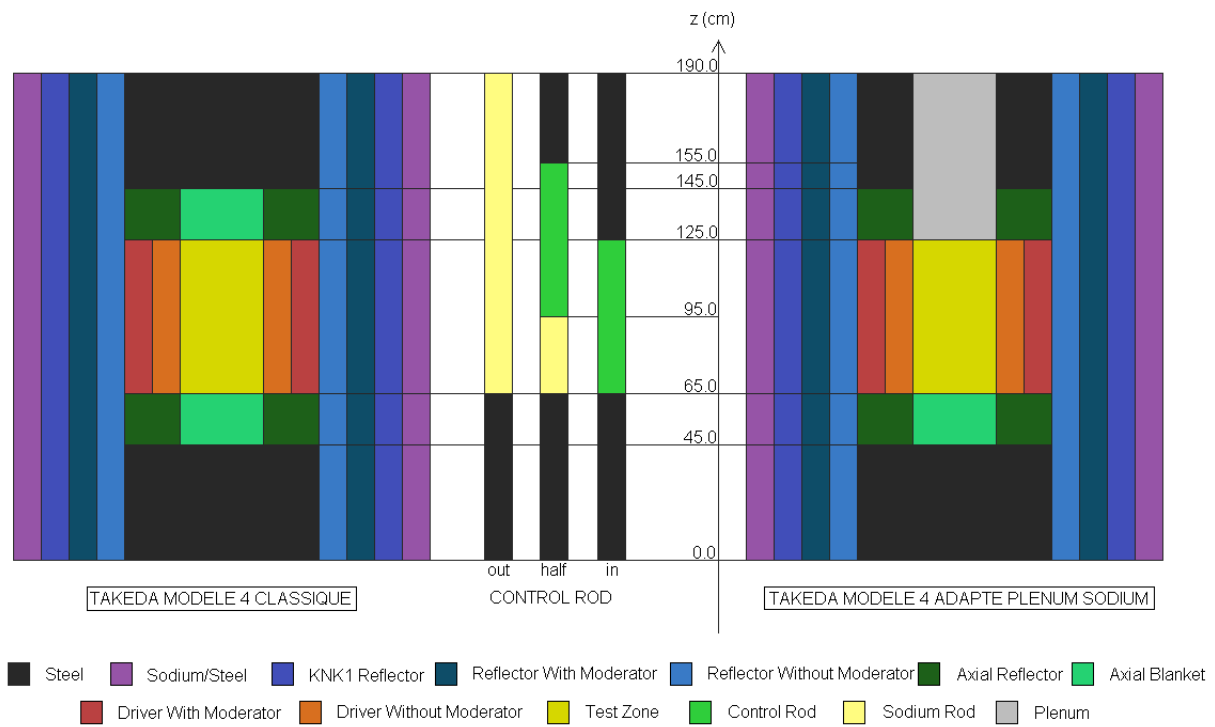 z (cm)
190.0
155.0
145.0
125.0
95.0
65.0
45.0
0.0
out half in
TAKEDA MODELE 4 CLASSIQUE
CONTROL ROD
TAKEDA MODELE 4 ADAPTE PLENUM SODIUM
Steel Sodium/Steel KNK1 Reflector Reflector With Moderator Reflector Without Moderator Axial Reflector Axial Blanket
Driver With Moderator Driver Without Moderator Test Zone Control Rod Sodium Rod Plenum